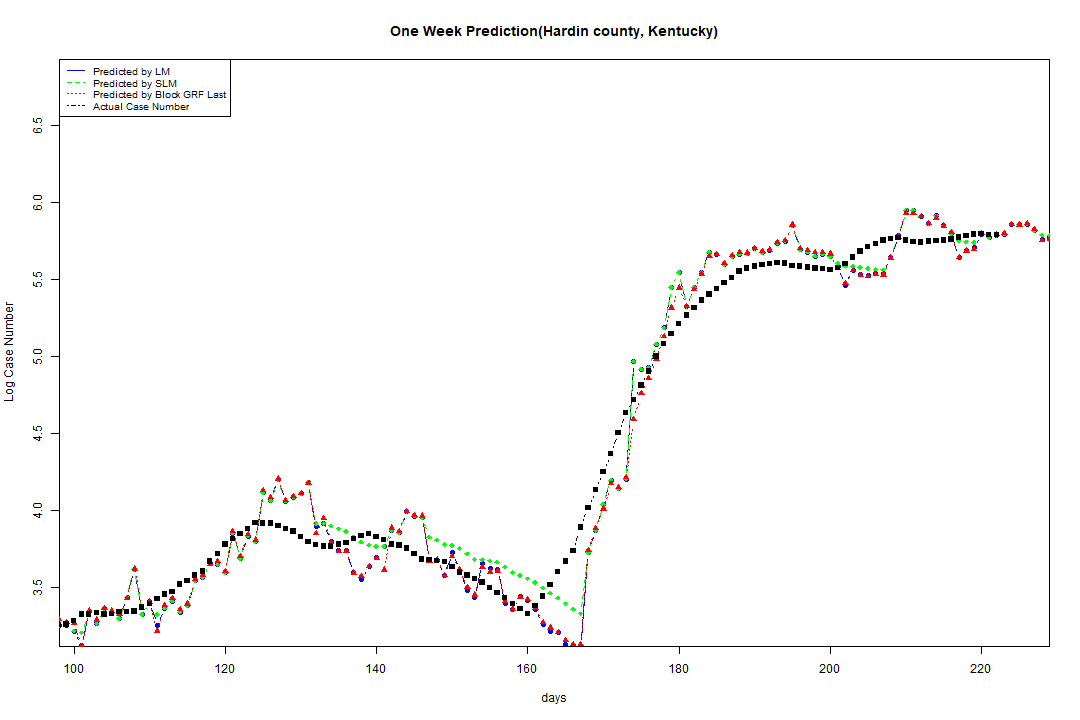 One Week Prediction(Hardin county, Kentucky)
Predicted by LM
Predicted by SLM
Predicted by Block GRF Last
Actual Case Number
6.5
6.0
5.5
5.0
4.5
4.0
3.5
Log Case Number
100 120 140 160 180 200 220
days